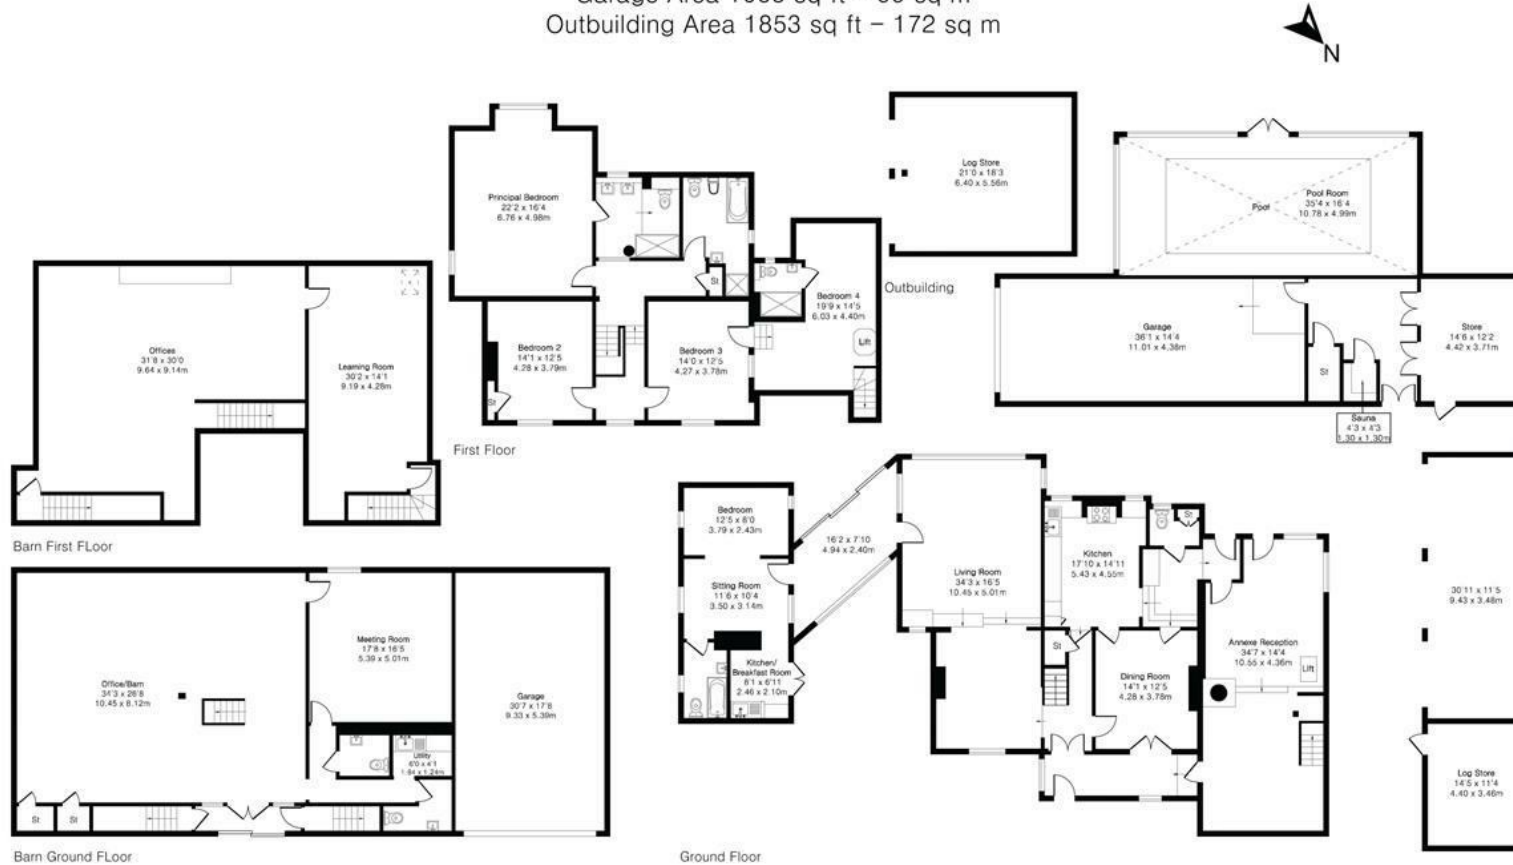 Outbuilding Area 1853 sq ft – 172 sq m
N
Principal Bedroom
22'2 x 16'4
6.76 x 4.98m
Log Store
21'0 x 18'3
6.40 x 5.56m
Pool
Pool Room
35'4 x 16'4
10.78 x 4.99m
St
Outbuilding
Bedroom 4
19'9 x 14'5
6.03 x 4.40m
Lift
Bedroom 2
14'1 x 12'5
4.28 x 3.79m
St
Bedroom 3
14'0 x 12'5
4.27 x 3.78m
First Floor
Offices
31'8 x 30'0
9.64 x 9.14m
Learning Room
30'2 x 14'1
9.19 x 4.28m
Barn First FLoor
Garage
36'1 x 14'4
11.01 x 4.38m
St
Store
14'6 x 12'2
4.42 x 3.71m
Sauna
4'3 x 4'3
1.30 x 1.30m
Bedroom
12'5 x 8'0
3.79 x 2.43m
16'2 x 7'10
4.94 x 2.40m
Sitting Room
11'6 x 10'4
3.50 x 3.14m
Kitchen/
Breakfast Room
8'1 x 6'11
2.46 x 2.10m
Living Room
34'3 x 16'5
10.45 x 5.01m
Kitchen
17'10 x 14'11
5.43 x 4.55m
St
St
Dining Room
14'1 x 12'5
4.28 x 3.78m
Annexe Reception
34'7 x 14'4
10.55 x 4.36m
Lift
30'11 x 11'5
9.43 x 3.48m
Log Store
14'5 x 11'4
4.40 x 3.46m
Ground Floor
Office/Barn
34'3 x 26'8
10.45 x 8.12m
Meeting Room
17'8 x 16'5
5.39 x 5.01m
Garage
30'7 x 17'8
9.33 x 5.39m
Utility
6'0 x 4'1
1.84 x 1.24m
St
St
Barn Ground FLoor